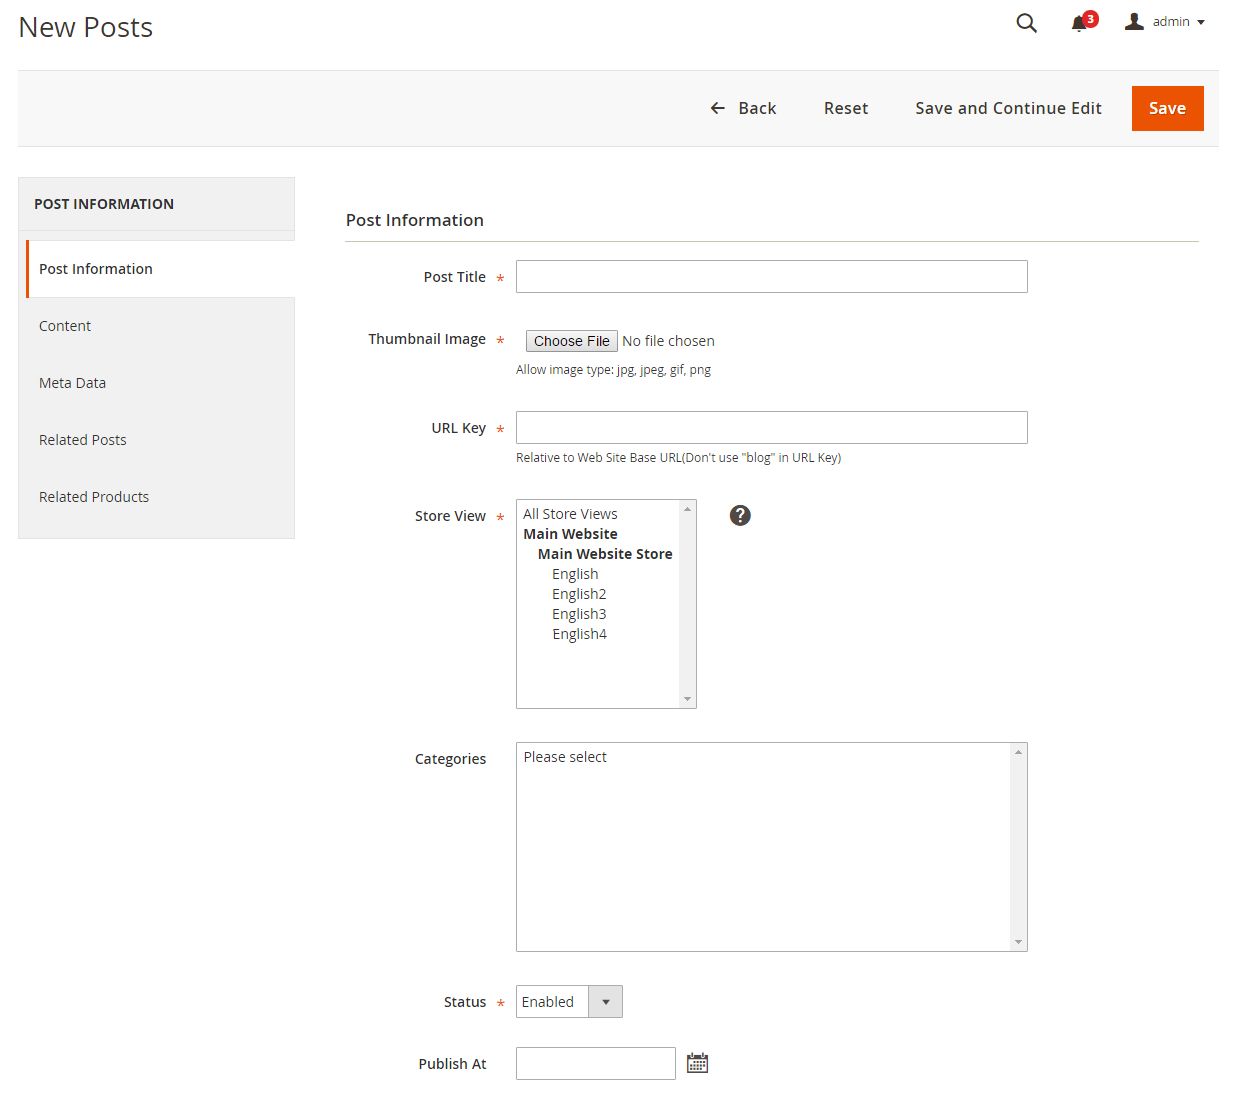 New Posts
3
admin
Back
Reset
Save and Continue Edit
Save
POST INFORMATION
Post Information
Content
Meta Data
Related Posts
Related Products
Post Information
Post Title *
Thumbnail Image *
Choose File No file chosen
Allow image type: jpg, jpeg, gif, png
URL Key *
Relative to Web Site Base URL(Don't use "blog" in URL Key)
Store View *
All Store Views
Main Website
Main Website Store
English
English2
English3
English4
?
Categories
Please select
Status *
Enabled
Publish At